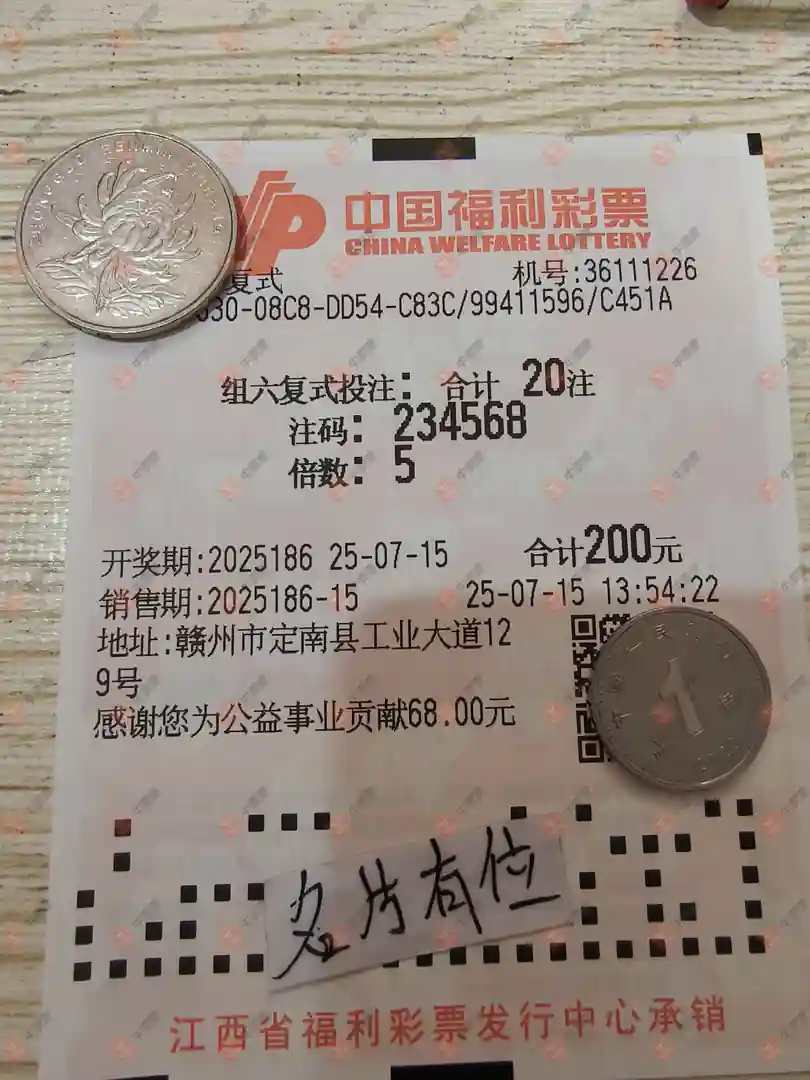 中国福利彩票
CHINA WELFARE LOTTERY
复式 机号:36111226
630-08C8-DD54-C83C/99411596/C451A
组六复式投注: 合计 20注
注码: 234568
倍数: 5
开奖期:2025186 25-07-15 合计200元
销售期:2025186-15 25-07-15 13:54:22
地址:赣州市定南县工业大道12
9号
感谢您为公益事业贡献68.00元
1
片有位
江西省福利彩票发行中心承销